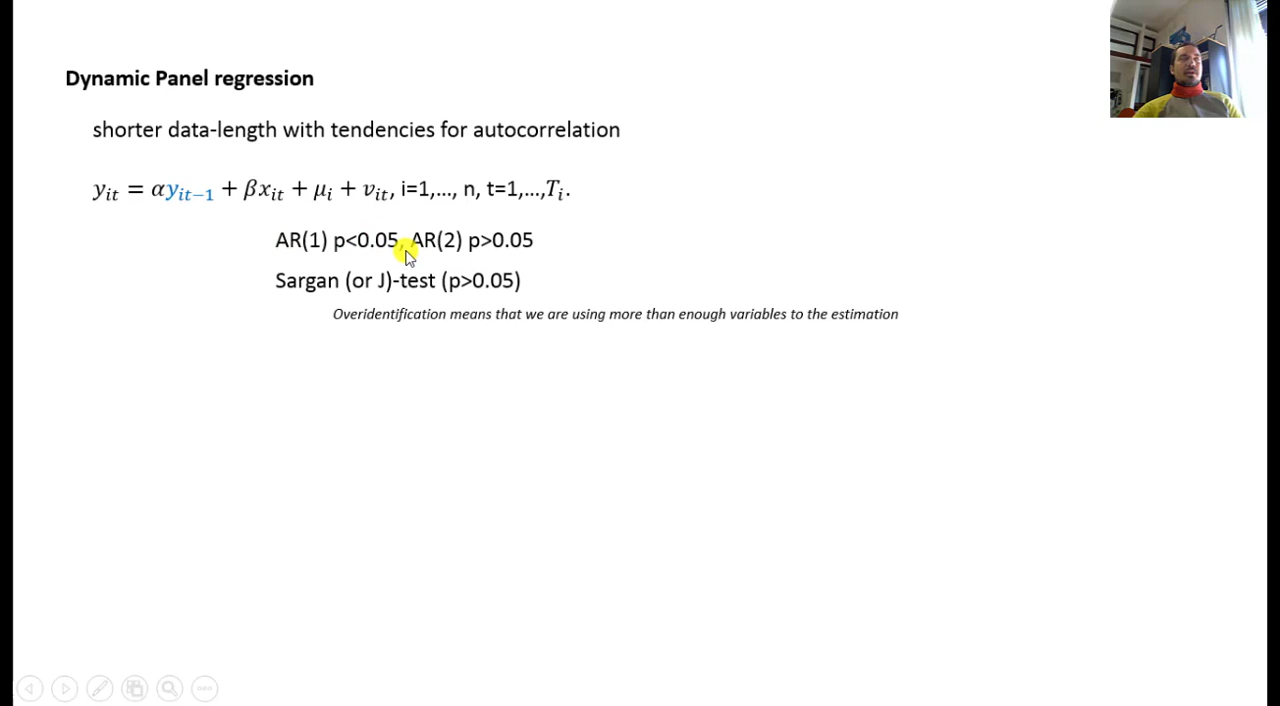 Dynamic Panel regression
shorter data-length with tendencies for autocorrelation
𝑦𝑖𝑡 = 𝛼𝑦𝑖𝑡−1 + 𝛽𝑥𝑖𝑡 + 𝜇𝑖 + 𝑣𝑖𝑡, i=1,…, n, t=1,…,𝑇𝑖.
AR(1) p<0.05, AR(2) p>0.05
Sargan (or J)-test (p>0.05)
Overidentification means that we are using more than enough variables to the estimation